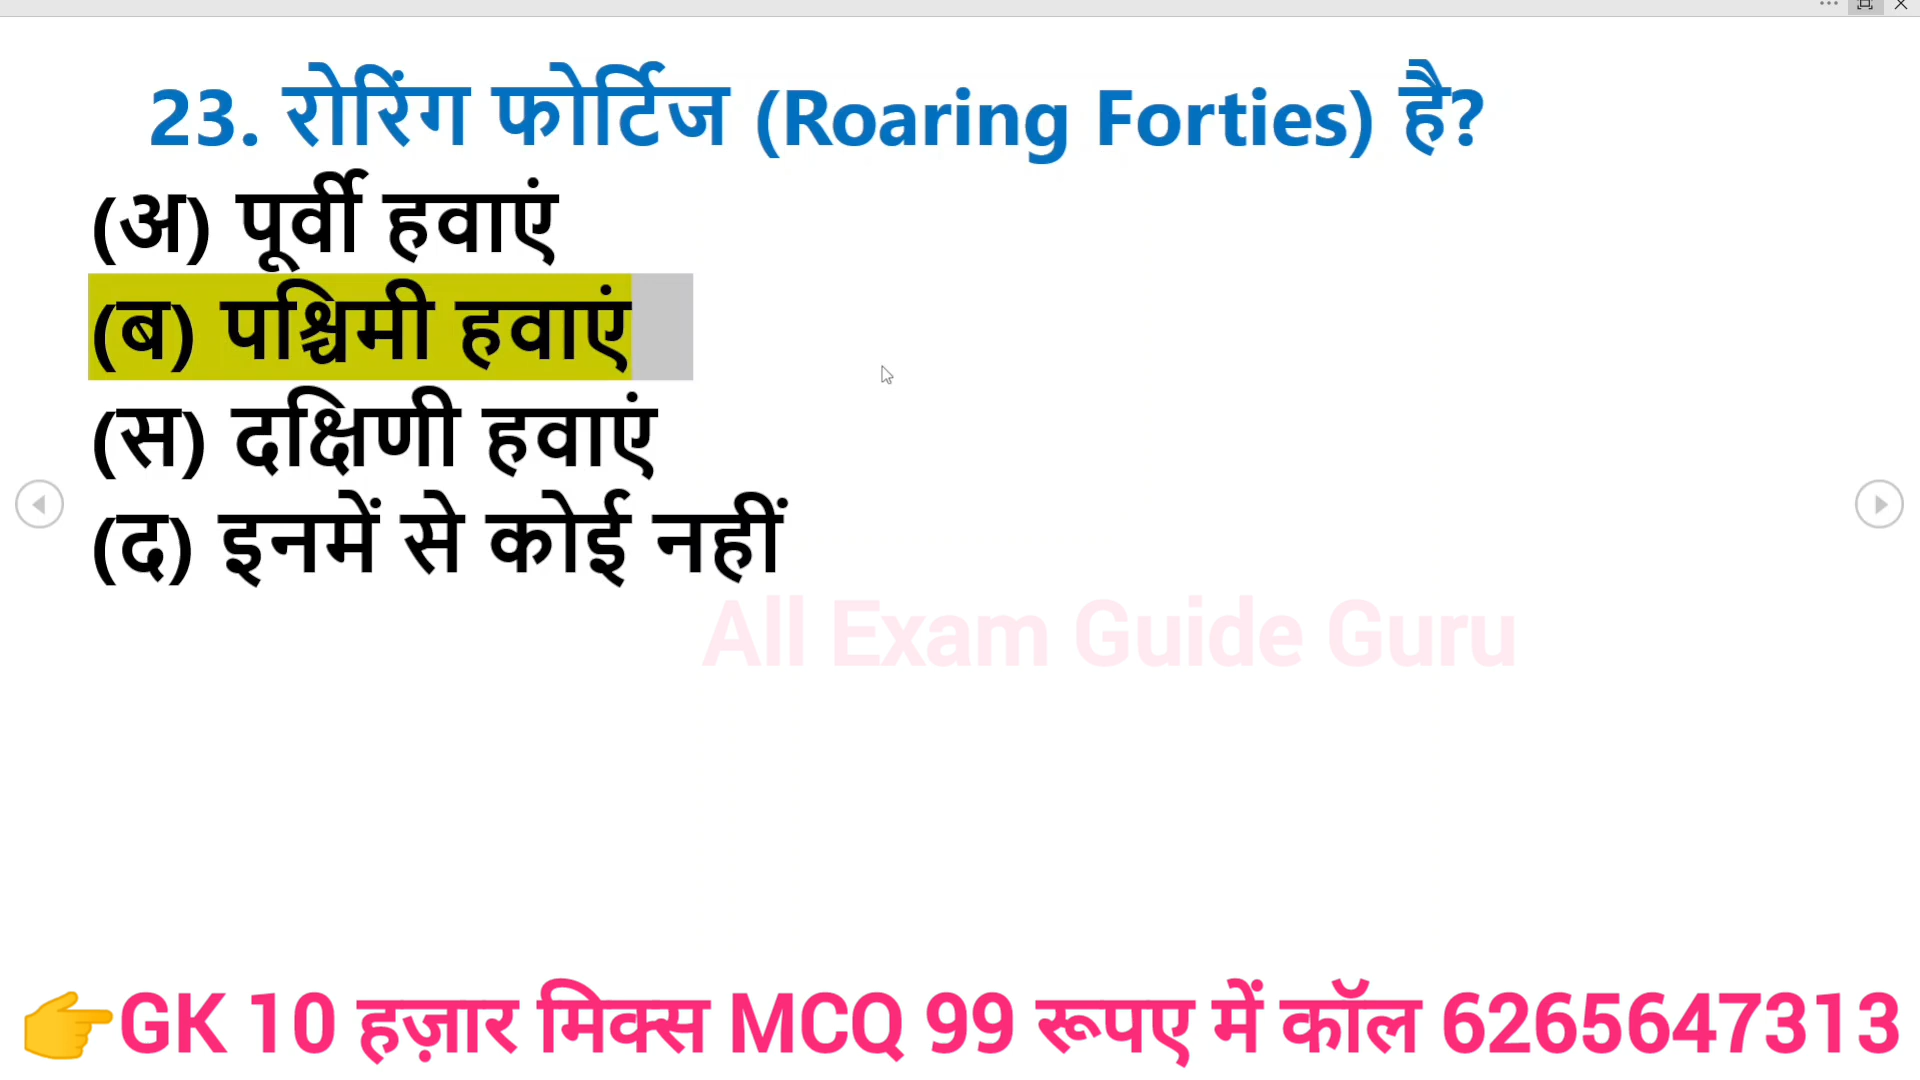 23. रोरिंग फोर्टिज (Roaring Forties) है?
(अ) पूर्वी हवाएं
(ब) पश्चिमी हवाएं
(स) दक्षिणी हवाएं
(द) इनमें से कोई नहीं
All Exam Guide Guru
👉GK 10 हज़ार मिक्स MCQ 99 रूपए में कॉल 6265647313